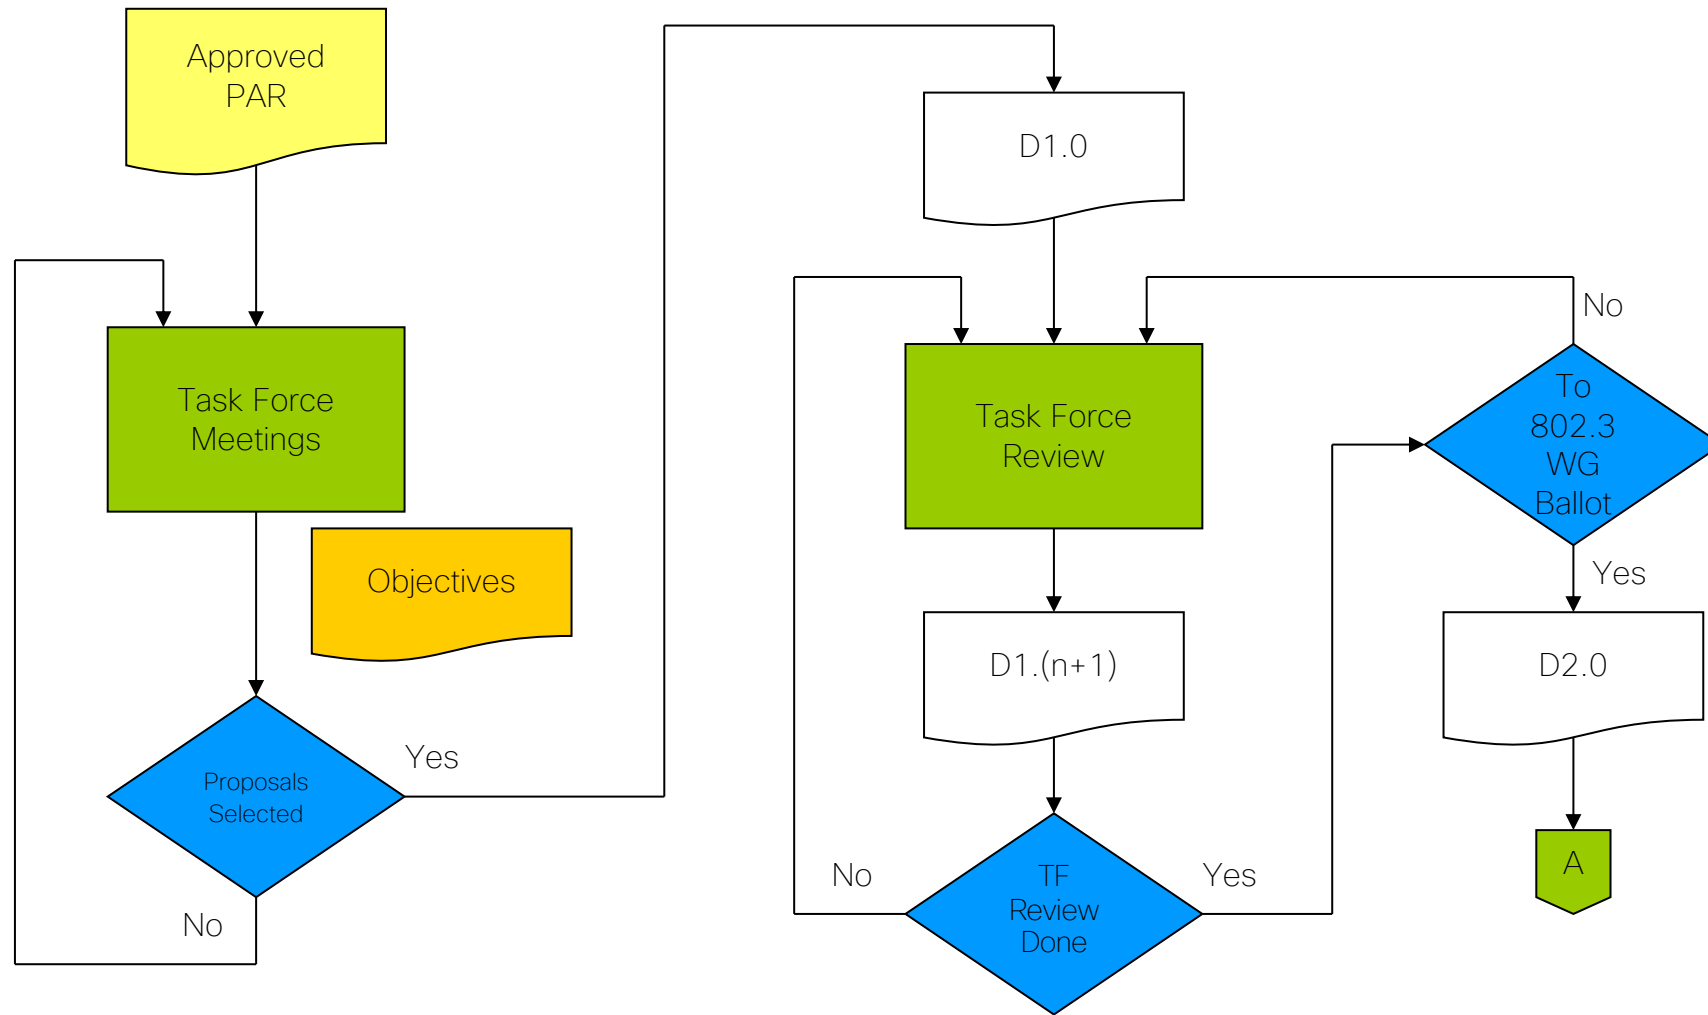 Approved
PAR
Task Force
Meetings
Objectives
Proposals
Selected
Yes
No
D1.0
Task Force
Review
D1.(n+1)
TF
Review
Done
No
Yes
To
802.3
WG
Ballot
No
Yes
D2.0
A